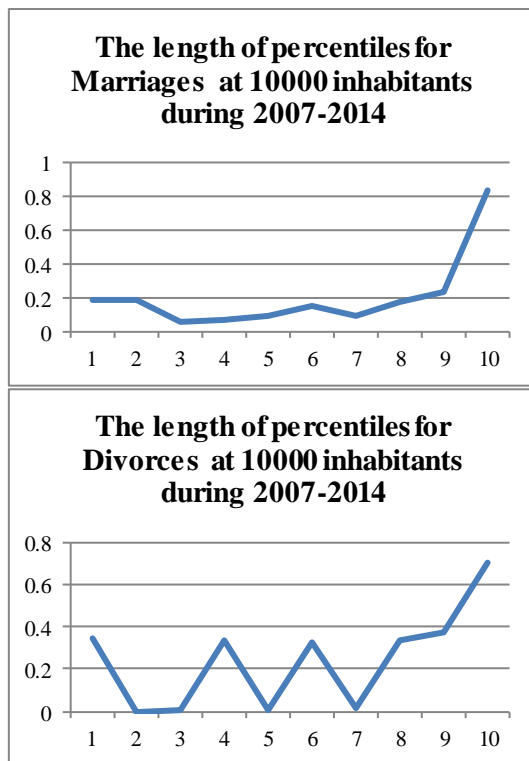 The length of percentiles for
Marriages at 10000 inhabitants
during 2007-2014
1
0.8
0.6
0.4
0.2
0
1 2 3 4 5 6 7 8 9 10
The length of percentiles for
Divorces at 10000 inhabitants
during 2007-2014
0.8
0.6
0.4
0.2
0
1 2 3 4 5 6 7 8 9 10